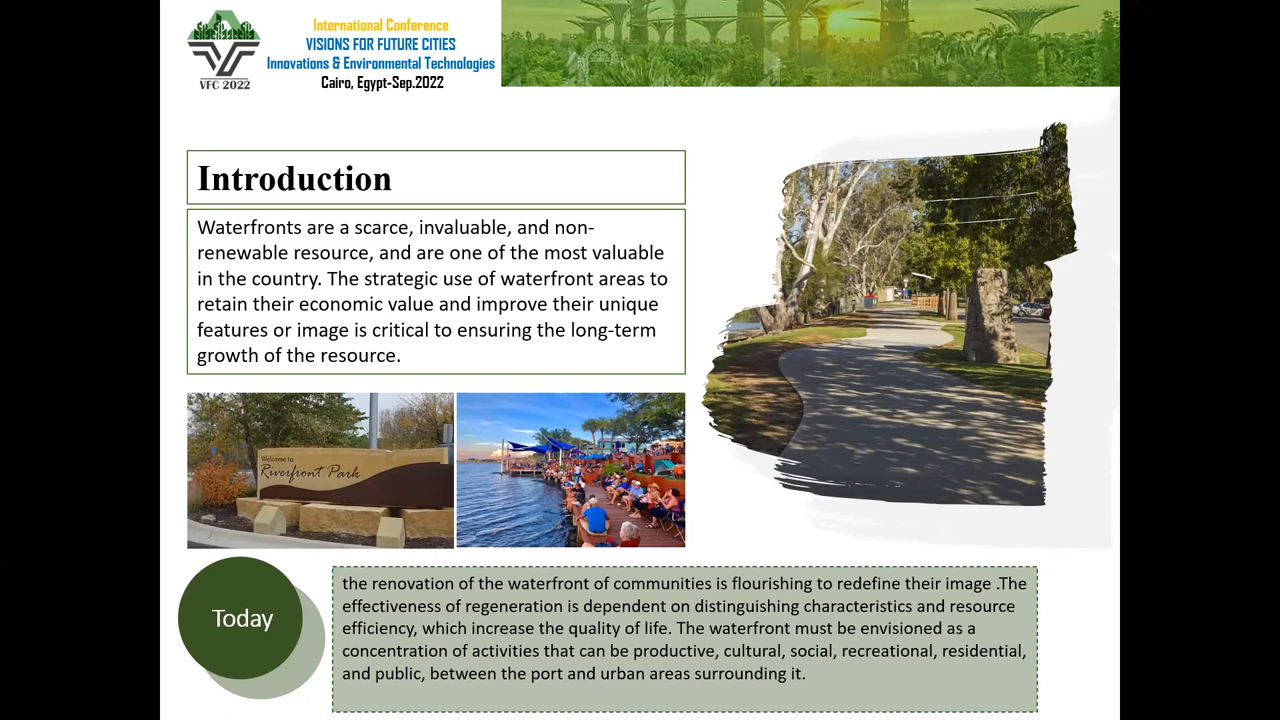 VFC 2022
International Conference
VISIONS FOR FUTURE CITIES
Innovations & Environmental Technologies
Cairo, Egypt-Sep.2022
Introduction
Waterfronts are a scarce, invaluable, and non-
renewable resource, and are one of the most valuable
in the country. The strategic use of waterfront areas to
retain their economic value and improve their unique
features or image is critical to ensuring the long-term
growth of the resource.
Welcome to
Riverfront Park
Today
the renovation of the waterfront of communities is flourishing to redefine their image .The
effectiveness of regeneration is dependent on distinguishing characteristics and resource
efficiency, which increase the quality of life. The waterfront must be envisioned as a
concentration of activities that can be productive, cultural, social, recreational, residential,
and public, between the port and urban areas surrounding it.